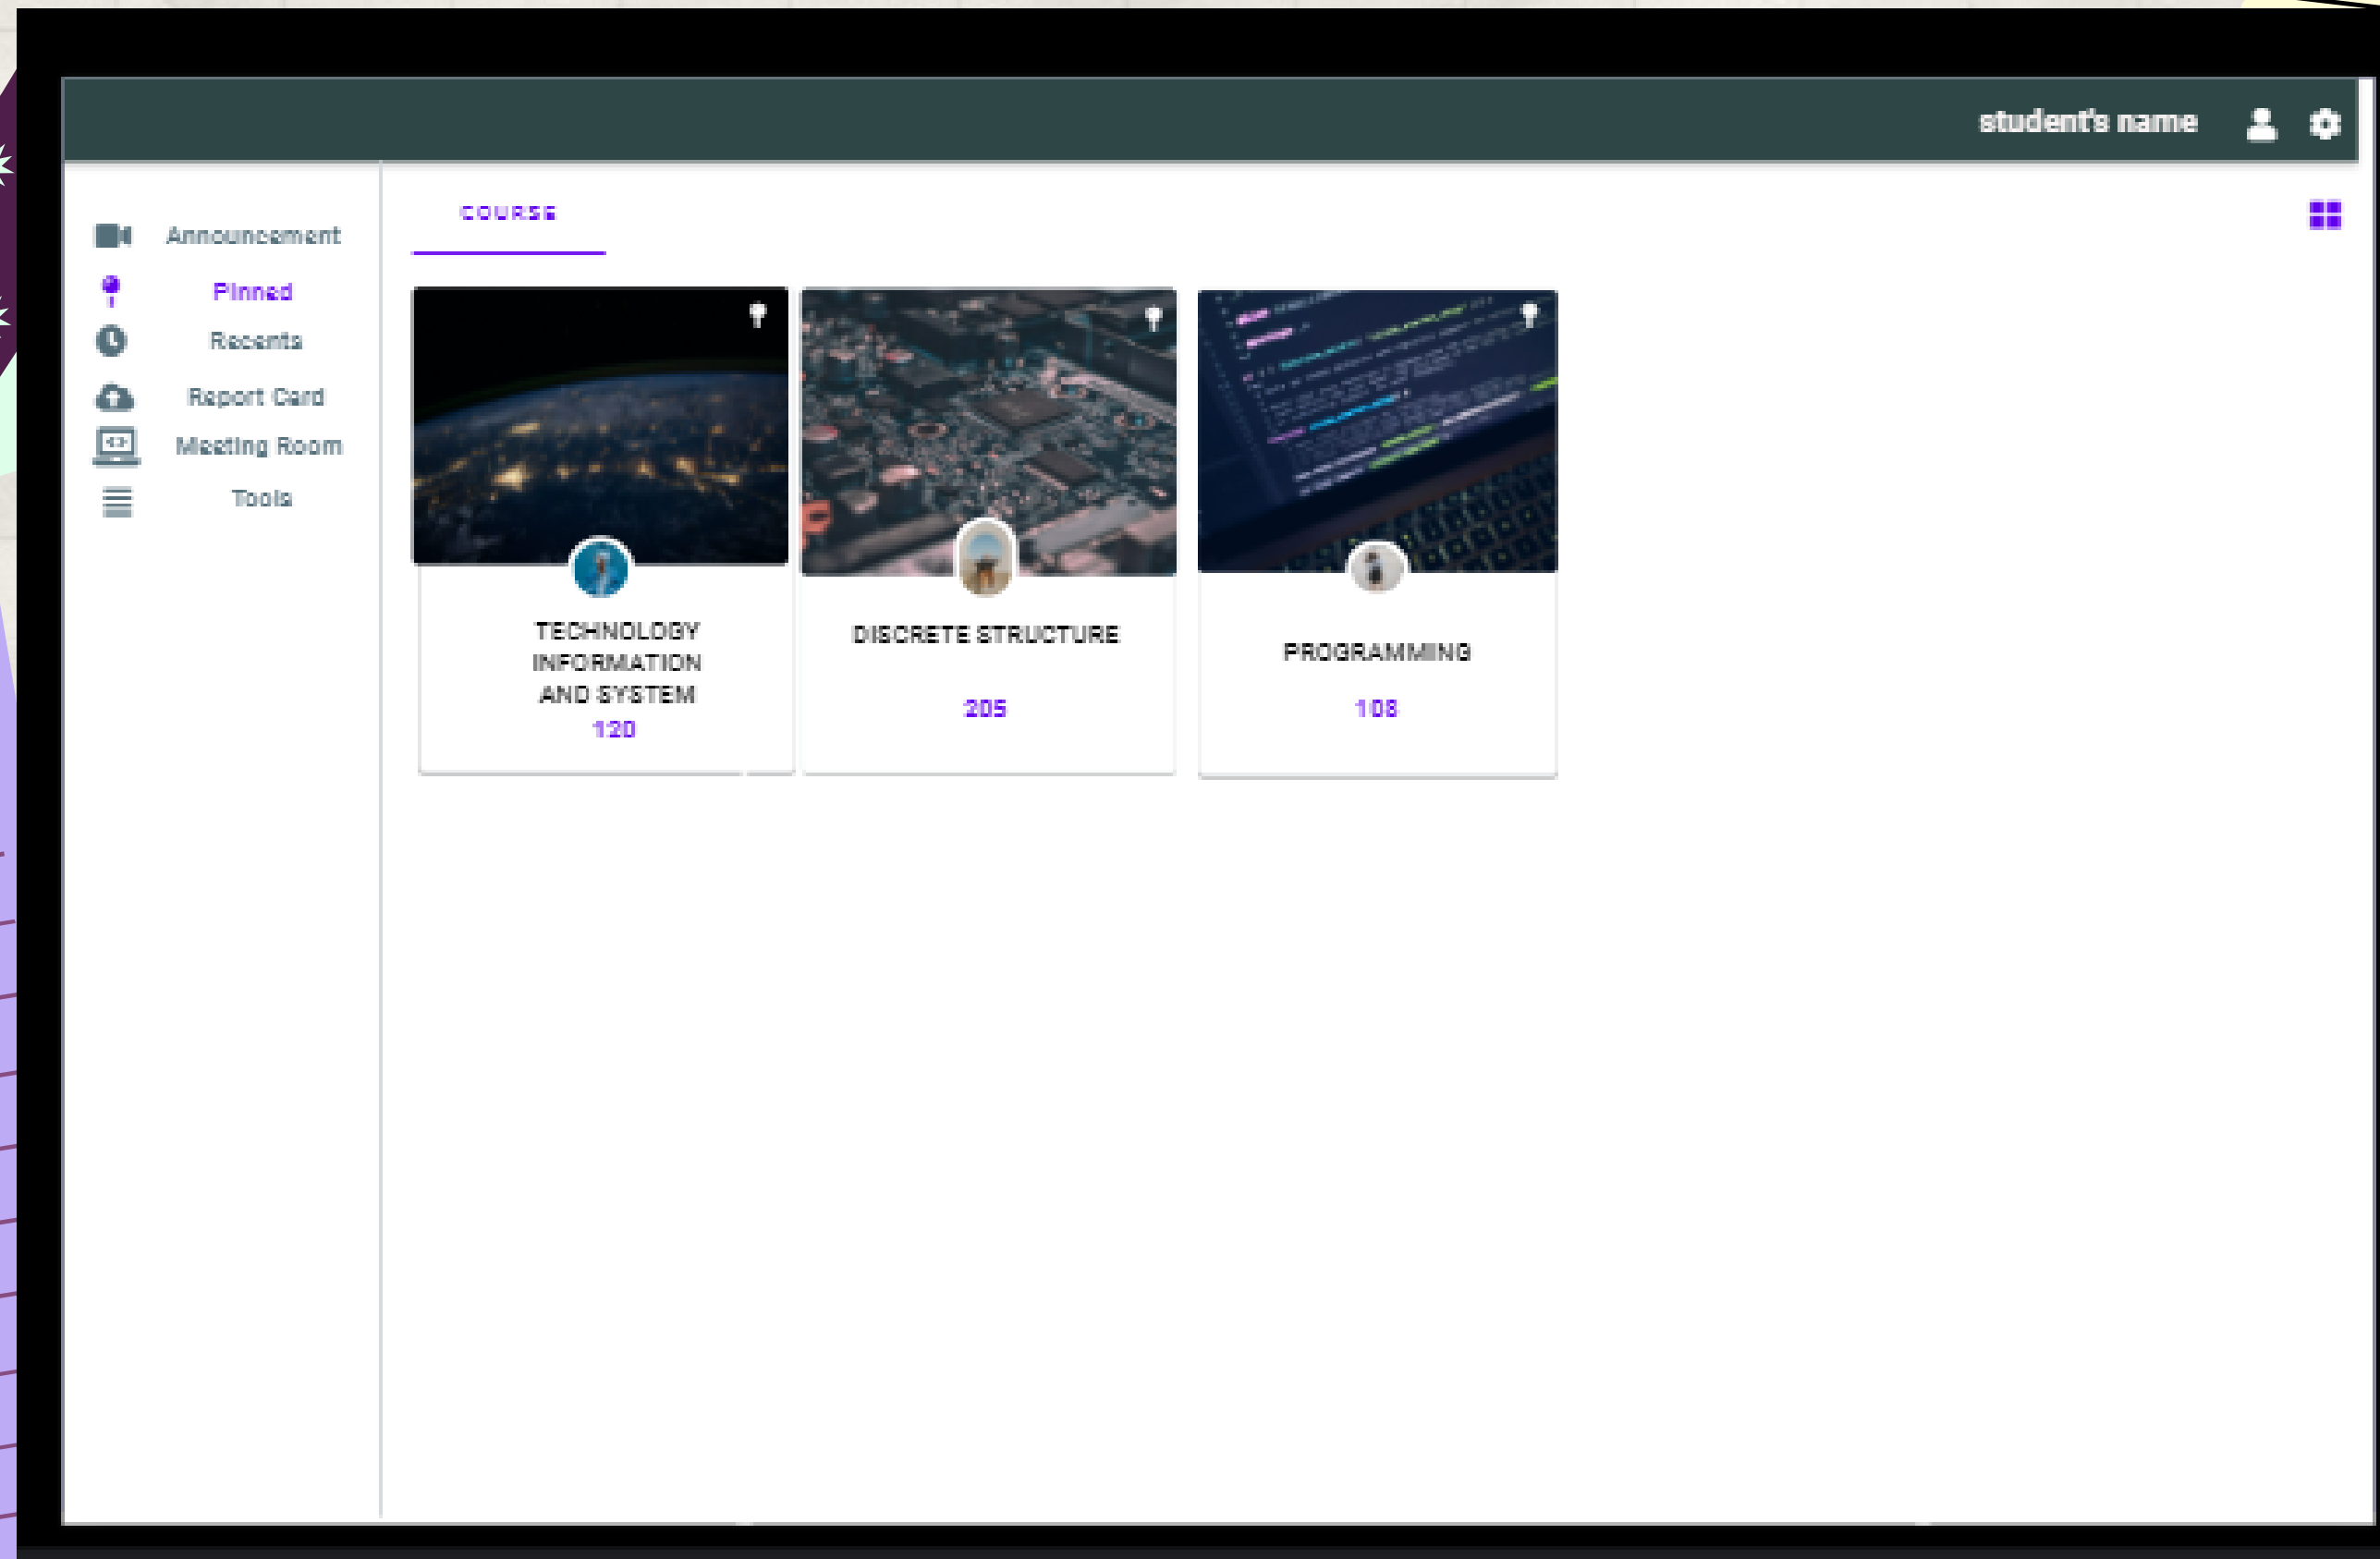 student's name
Announcement
Pinned
Recents
Report Card
Meeting Room
Tools
COURSE
TECHNOLOGY
INFORMATION
AND SYSTEM
120
DISCRETE STRUCTURE
205
PROGRAMMING
108